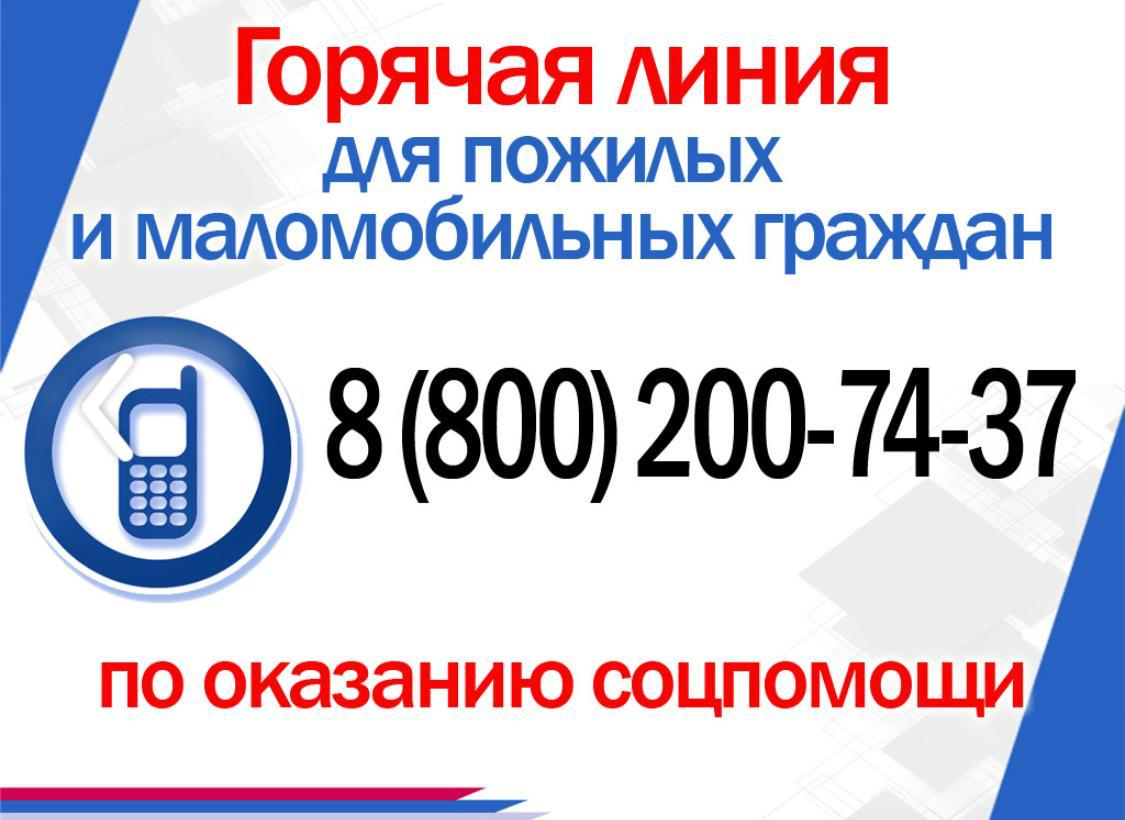 Горячая линия
для пожилых
и маломобильных граждан
8 (800) 200-74-37
по оказанию соцпомощи